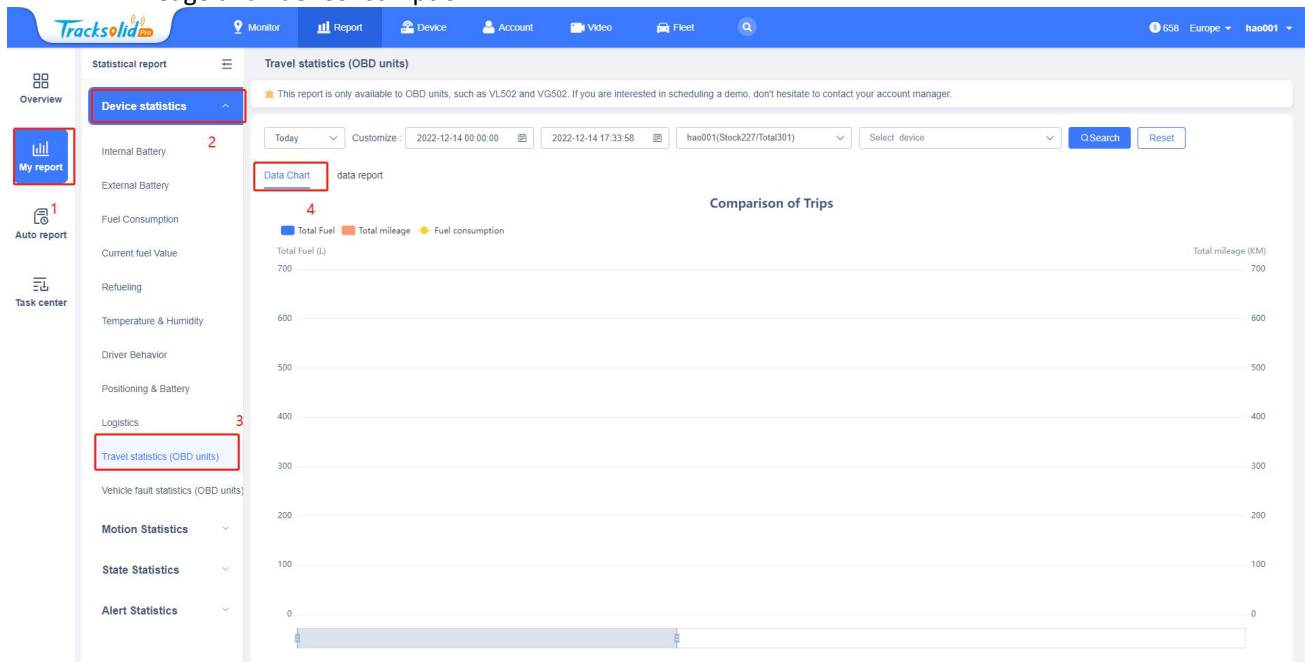 Tracksolid Pro
Monitor Report Device Account Video Fleet 658 Europe hao001
Overview
My report
1
Auto report
Task center
Statistical report
Device statistics
2
Internal Battery
External Battery
Fuel Consumption
Current fuel Value
Refueling
Temperature & Humidity
Driver Behavior
Positioning & Battery
Logistics
3
Travel statistics (OBD units)
Vehicle fault statistics (OBD units)
Motion Statistics
State Statistics
Alert Statistics
Travel statistics (OBD units)
This report is only available to OBD units, such as VL502 and VG502. If you are interested in scheduling a demo, don't hesitate to contact your account manager.
Today Customize : 2022-12-14 00:00:00 2022-12-14 17:33:58 hao001(Stock227/Total301) Select device Search Reset
Data Chart data report
4
Comparison of Trips
Total Fuel Total mileage Fuel consumption
Total Fuel (L) Total mileage (KM)
700 700
600 600
500 500
400 400
300 300
200 200
100 100
0 0